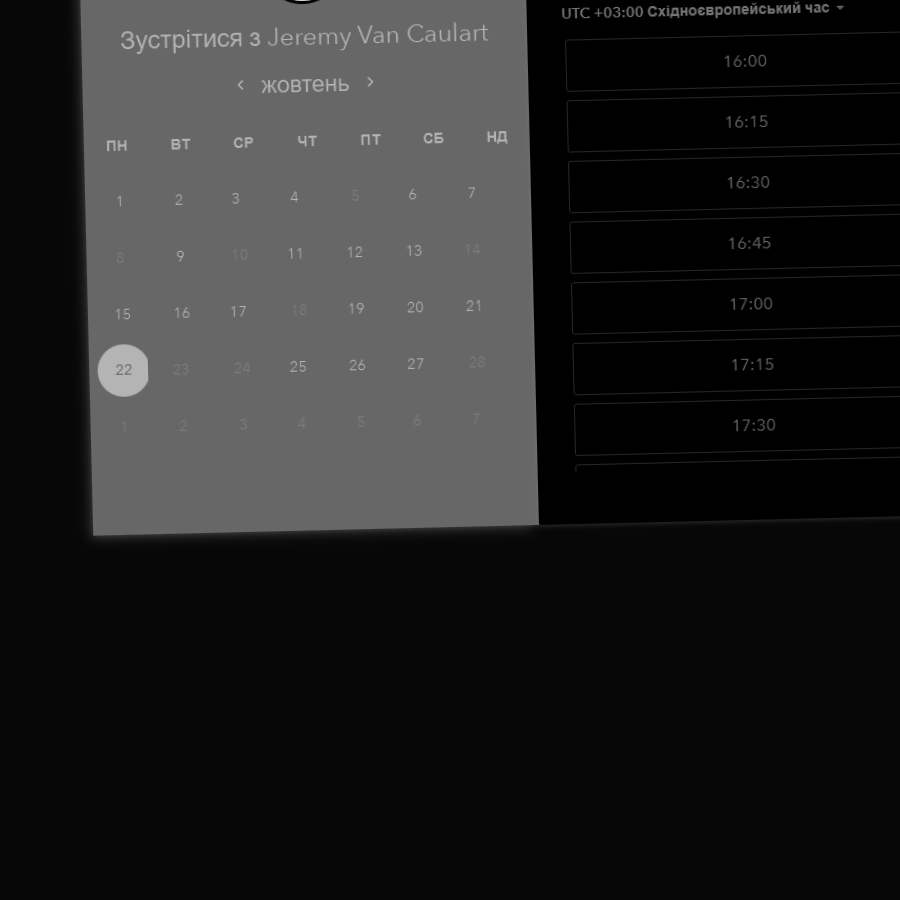 Зустрітися з Jeremy Van Caulart
жовтень
ПН ВТ СР ЧТ ПТ СБ НД
1 2 3 4 5 6 7
8 9 10 11 12 13 14
15 16 17 18 19 20 21
22 23 24 25 26 27 28
1 2 3 4 5 6 7
UTC +03:00 Східноєвропейський час
16:00
16:15
16:30
16:45
17:00
17:15
17:30